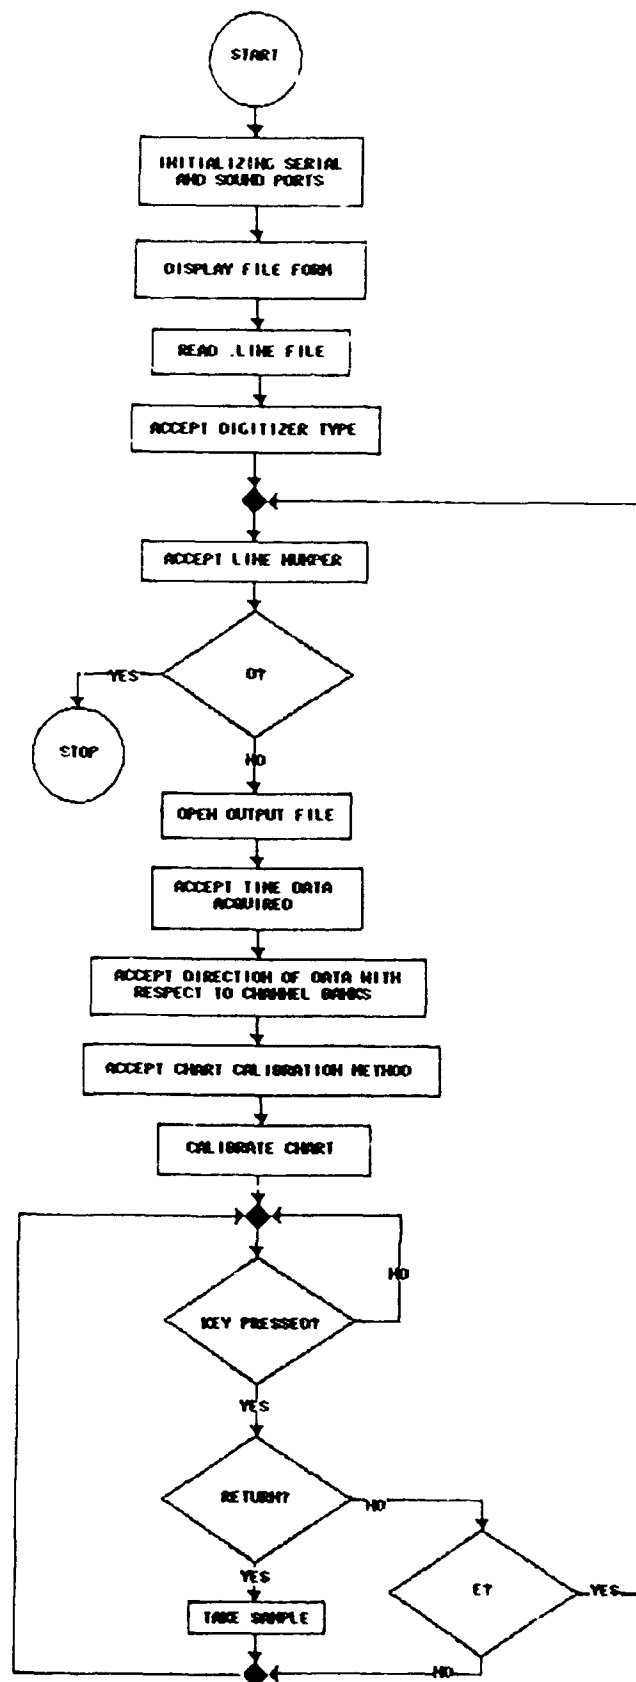 START
INITIALIZING SERIAL
AND SOUND PORTS
DISPLAY FILE FORM
READ .LINE FILE
ACCEPT DIGITIZER TYPE
ACCEPT LINE NUMPER
0?
YES
STOP
NO
OPEN OUTPUT FILE
ACCEPT TIME DATA
ACQUIRED
ACCEPT DIRECTION OF DATA WITH
RESPECT TO CHANNEL BANKS
ACCEPT CHART CALIBRATION METHOD
CALIBRATE CHART
NO
KEY PRESSED?
YES
RETURN?
NO
YES
E?
YES
TAKE SAMPLE
NO